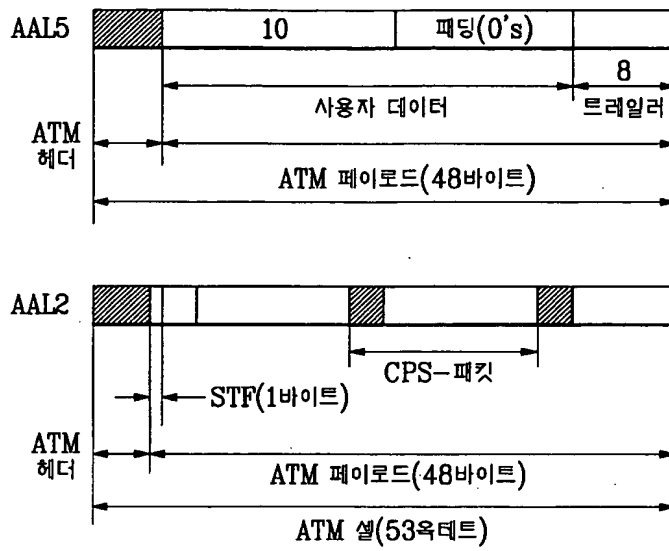 AAL5
10
패딩(0's)
8
사용자 데이터
트레일러
ATM
헤더
ATM 페이로드(48바이트)
AAL2
CPS-패킷
STF(1바이트)
ATM
헤더
ATM 페이로드(48바이트)
ATM 셀(53옥테트)